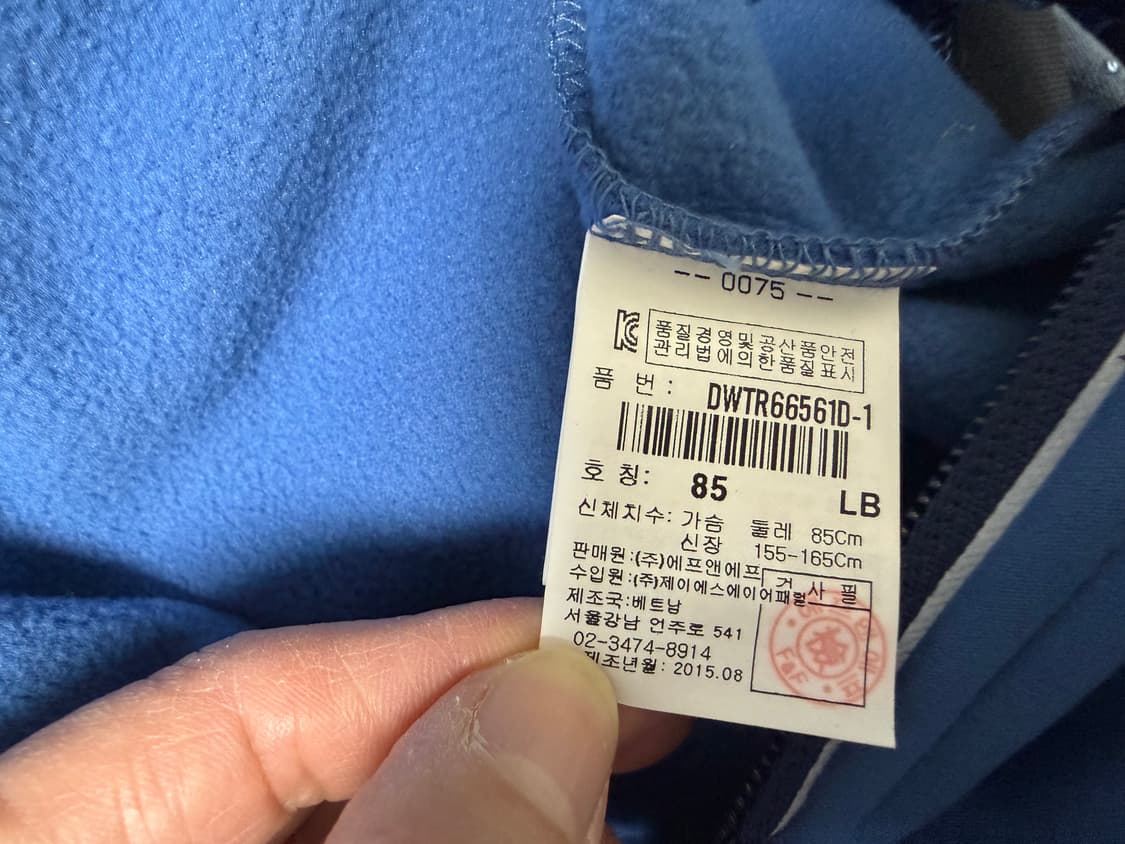 -- 0075 --
품질경영및공산품안전
관리법에의한품질표시
품 번: DWTR66561D-1
호 칭: 85 LB
신체치수: 가슴 둘레 85Cm
신장 155-165Cm
판매원:(주)에프앤에프
수입원:(주)제이에스에이어패럴
검사필
제조국:베트남
서울강남 언주로 541
02-3474-8914
제조년월: 2015.08
F&F